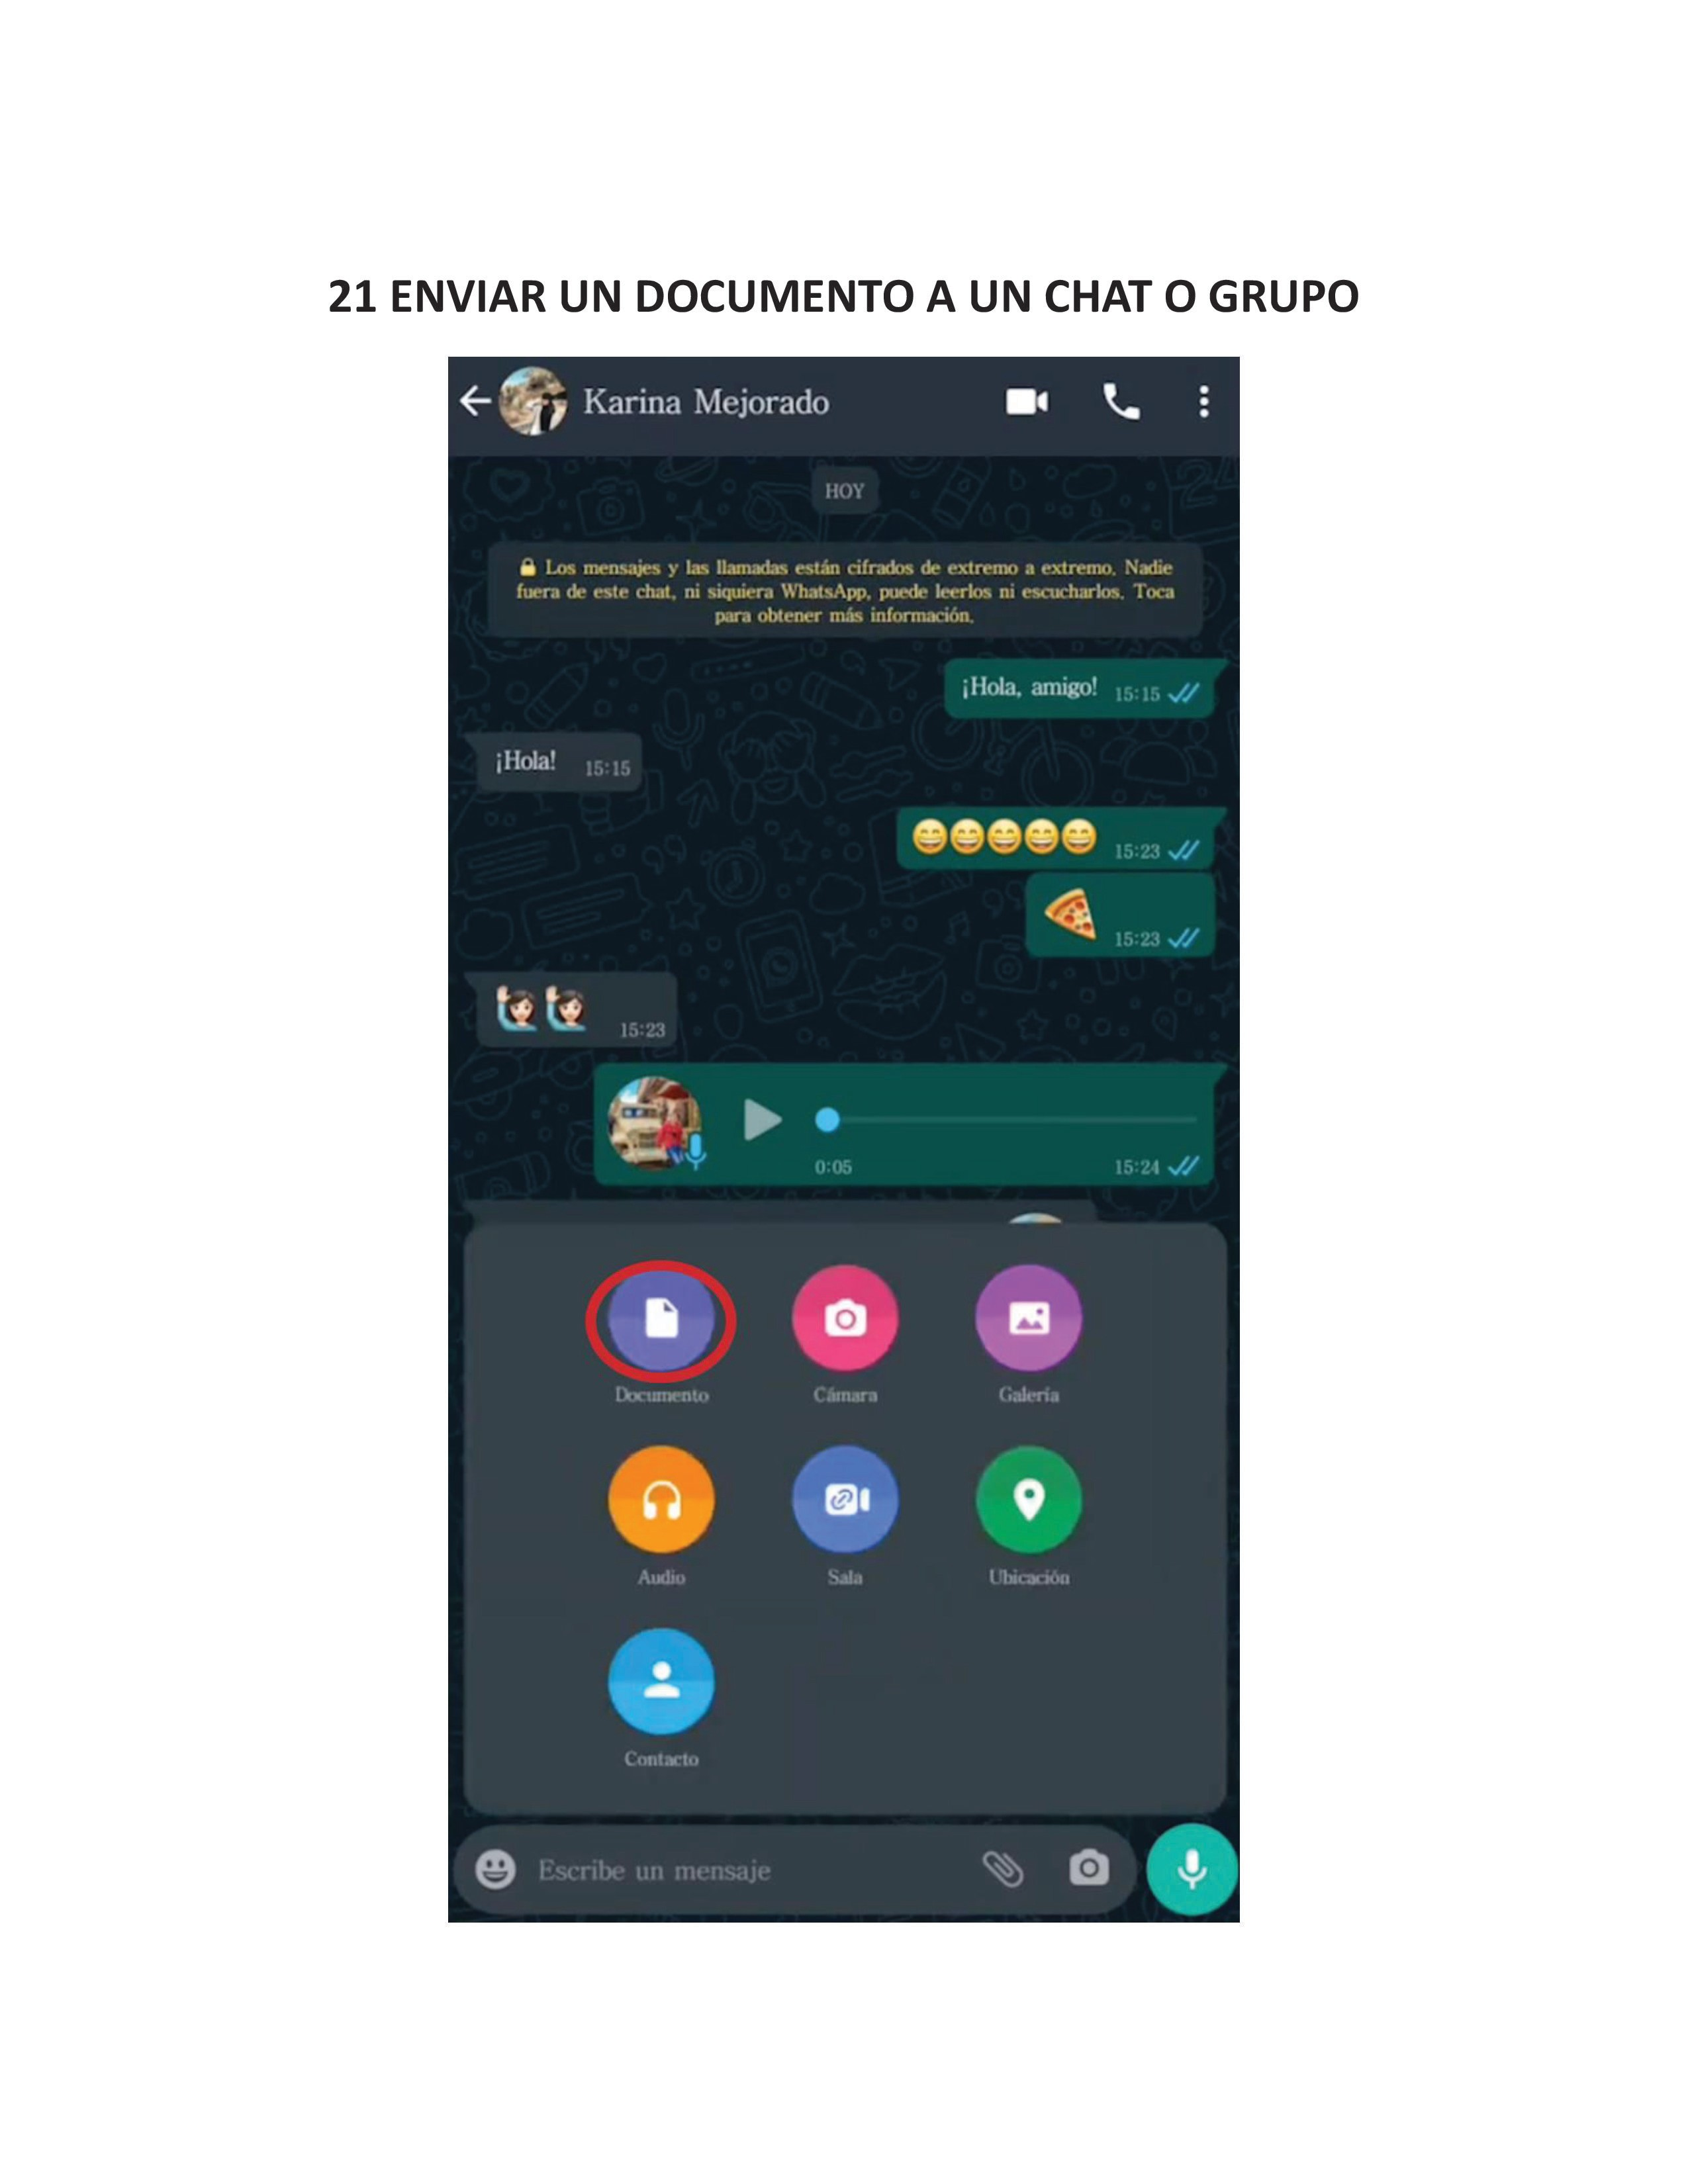 21 ENVIAR UN DOCUMENTO A UN CHAT O GRUPO
Karina Mejorado
HOY
Los mensajes y las llamadas están cifrados de extremo a extremo. Nadie
fuera de este chat, ni siquiera WhatsApp, puede leerlos ni escucharlos. Toca
para obtener más información.
¡Hola, amigo! 15:15
¡Hola! 15:15
15:23
15:23
15:23
0:05 15:24
Documento Cámara Galería
Audio Sala Ubicación
Contacto
Escribe un mensaje